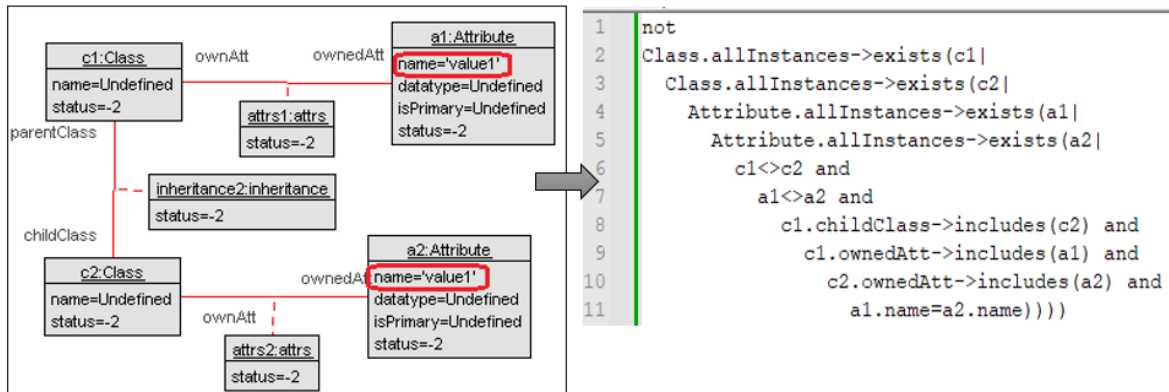 c1:Class
name=Undefined
status=-2
ownAtt
ownedAtt
a1:Attribute
name='value1'
datatype=Undefined
isPrimary=Undefined
status=-2
attrs1:attrs
status=-2
parentClass
inheritance2:inheritance
status=-2
childClass
c2:Class
name=Undefined
status=-2
ownedAtt
ownAtt
a2:Attribute
name='value1'
datatype=Undefined
isPrimary=Undefined
status=-2
attrs2:attrs
status=-2
1 not
2 Class.allInstances->exists(c1|
3 Class.allInstances->exists(c2|
4 Attribute.allInstances->exists(a1|
5 Attribute.allInstances->exists(a2|
6 c1<>c2 and
7 a1<>a2 and
8 c1.childClass->includes(c2) and
9 c1.ownedAtt->includes(a1) and
10 c2.ownedAtt->includes(a2) and
11 a1.name=a2.name))))